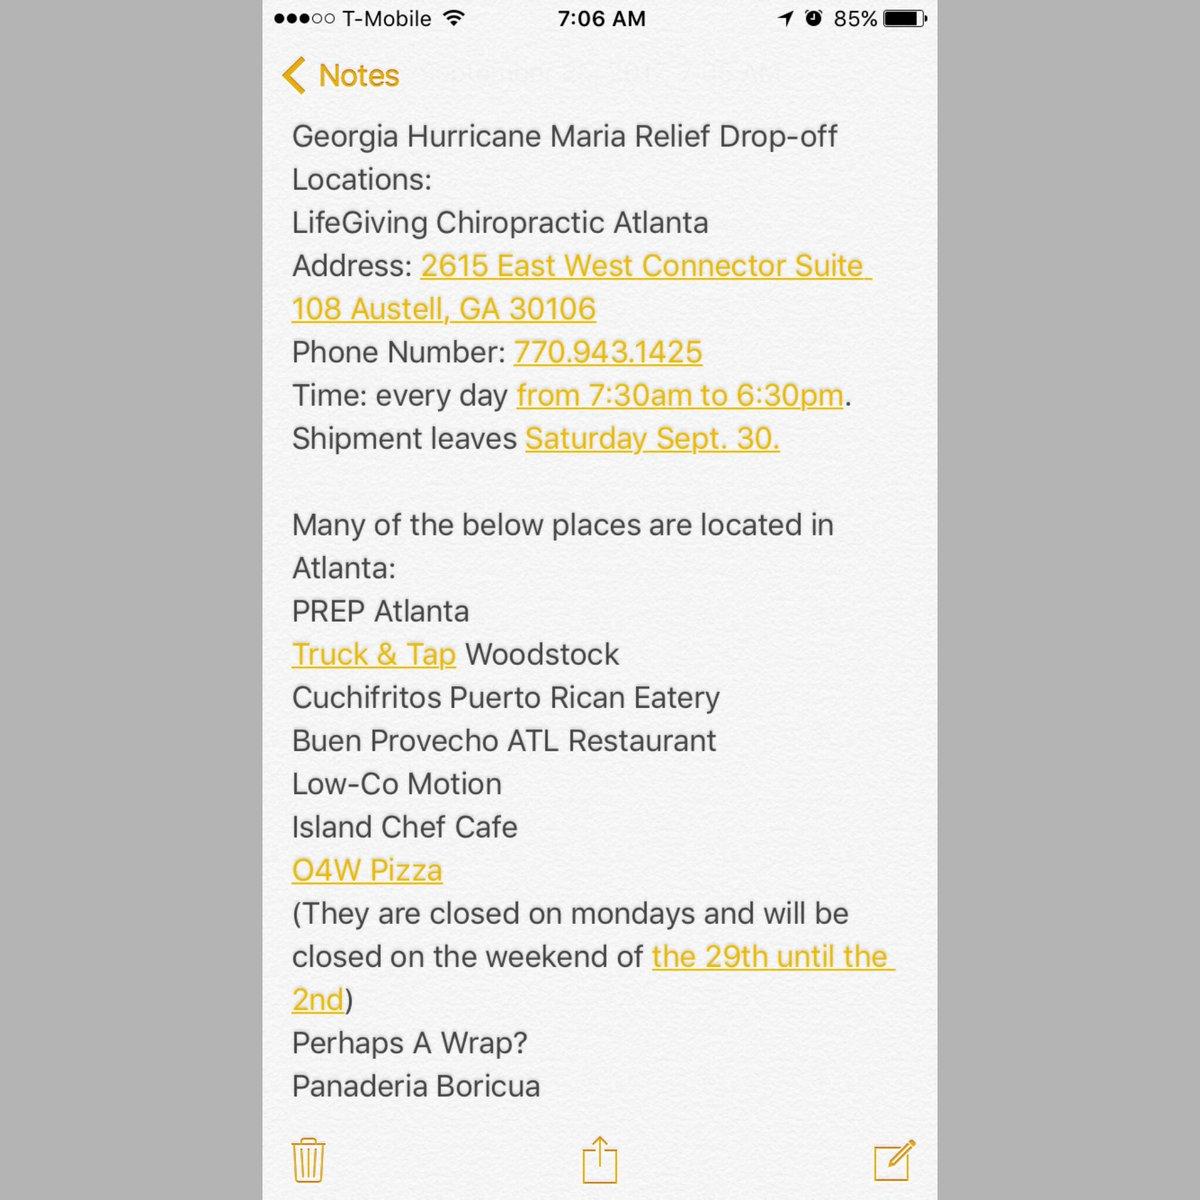 T-Mobile 7:06 AM 85%
Notes
Georgia Hurricane Maria Relief Drop-off
Locations:
LifeGiving Chiropractic Atlanta
Address: 2615 East West Connector Suite
108 Austell, GA 30106
Phone Number: 770.943.1425
Time: every day from 7:30am to 6:30pm.
Shipment leaves Saturday Sept. 30.
Many of the below places are located in
Atlanta:
PREP Atlanta
Truck & Tap Woodstock
Cuchifritos Puerto Rican Eatery
Buen Provecho ATL Restaurant
Low-Co Motion
Island Chef Cafe
O4W Pizza
(They are closed on mondays and will be
closed on the weekend of the 29th until the
2nd)
Perhaps A Wrap?
Panaderia Boricua